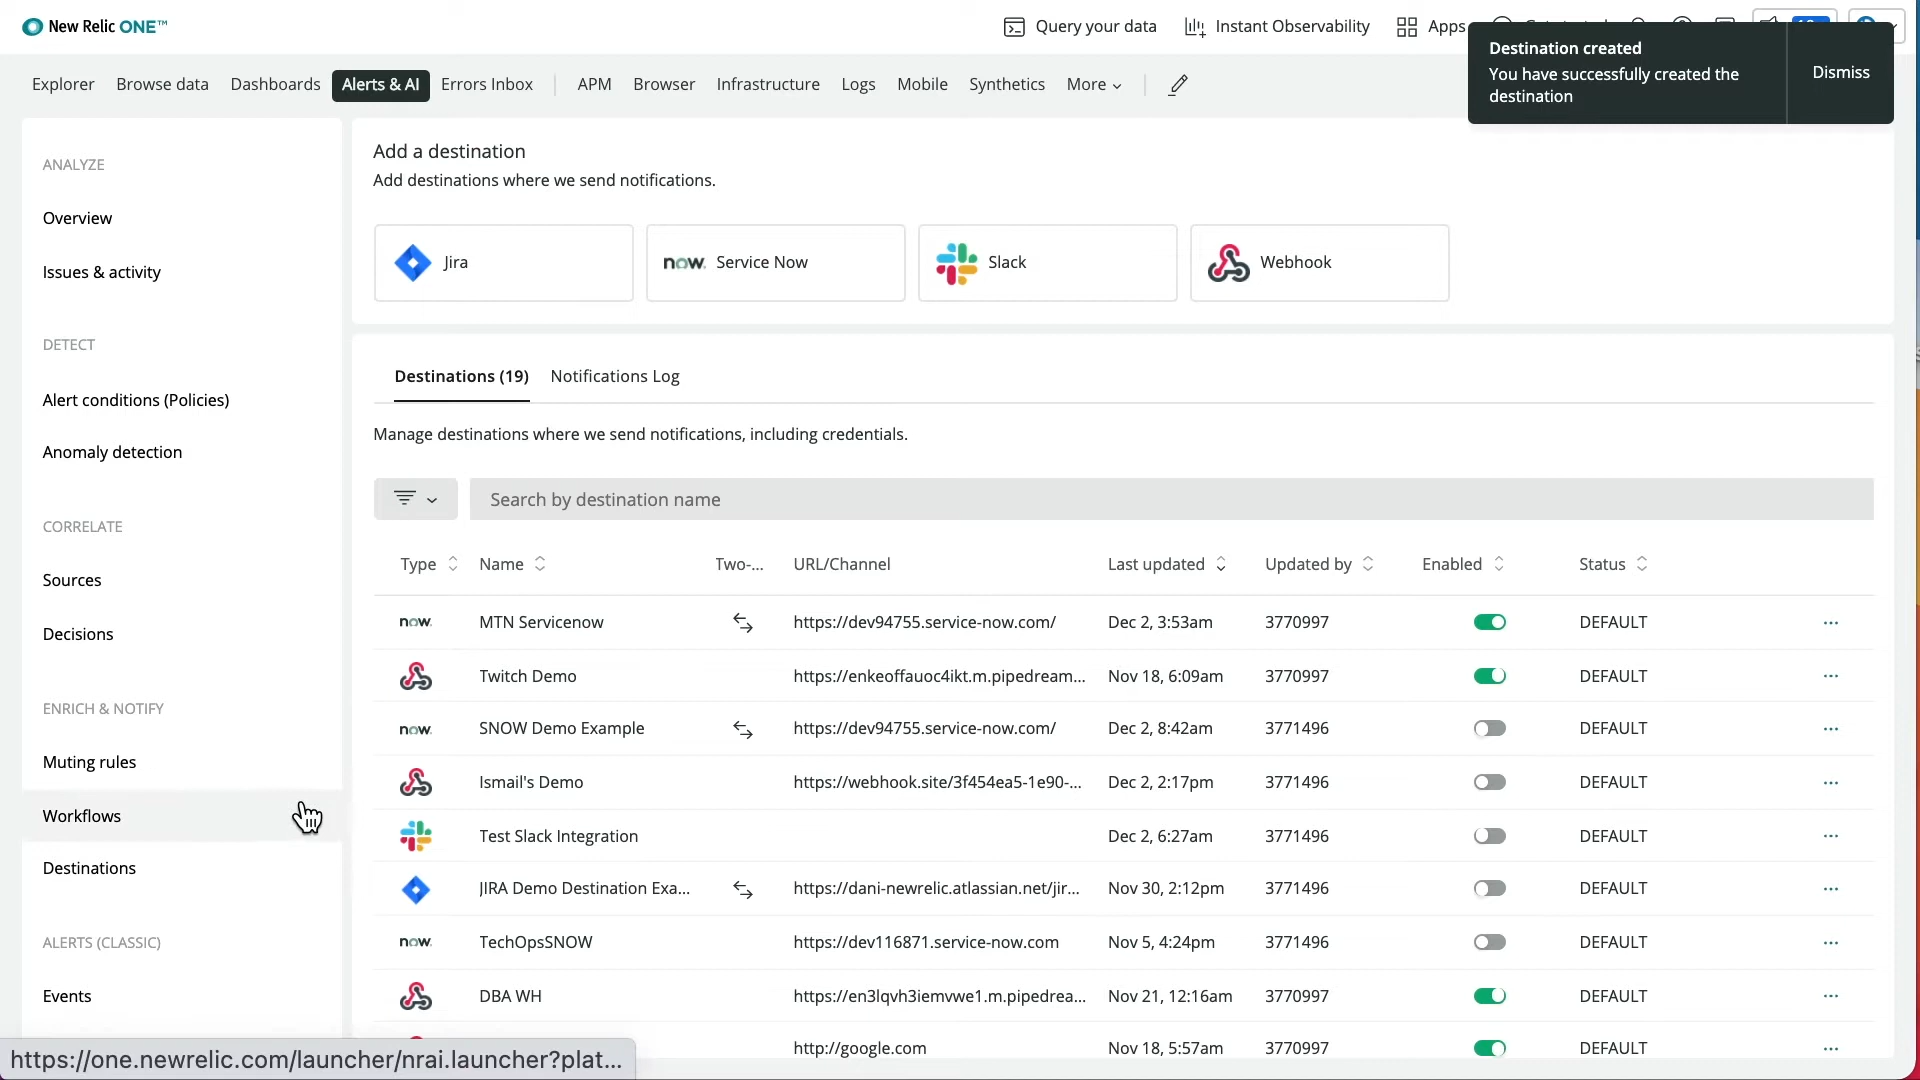 New Relic ONE™
Query your data
Instant Observability
Apps
Destination created
You have successfully created the
destination
Dismiss
Explorer
Browse data
Dashboards
Alerts & AI
Errors Inbox
APM
Browser
Infrastructure
Logs
Mobile
Synthetics
More
ANALYZE
Overview
Issues & activity
DETECT
Alert conditions (Policies)
Anomaly detection
CORRELATE
Sources
Decisions
ENRICH & NOTIFY
Muting rules
Workflows
Destinations
ALERTS (CLASSIC)
Events
Add a destination
Add destinations where we send notifications.
Jira
now. Service Now
Slack
Webhook
Destinations (19) Notifications Log
Manage destinations where we send notifications, including credentials.
Search by destination name
Type Name Two-... URL/Channel Last updated Updated by Enabled Status
now. MTN Servicenow https://dev94755.service-now.com/ Dec 2, 3:53am 3770997 DEFAULT ...
Twitch Demo https://enkeoffauoc4ikt.m.pipedream... Nov 18, 6:09am 3770997 DEFAULT ...
now. SNOW Demo Example https://dev94755.service-now.com/ Dec 2, 8:42am 3771496 DEFAULT ...
Ismail's Demo https://webhook.site/3f454ea5-1e90-... Dec 2, 2:17pm 3771496 DEFAULT ...
Test Slack Integration Dec 2, 6:27am 3771496 DEFAULT ...
JIRA Demo Destination Exa... https://dani-newrelic.atlassian.net/jir... Nov 30, 2:12pm 3771496 DEFAULT ...
now. TechOpsSNOW https://dev116871.service-now.com Nov 5, 4:24pm 3771496 DEFAULT ...
DBA WH https://en3lqvh3iemvwe1.m.pipedrea... Nov 21, 12:16am 3770997 DEFAULT ...
http://google.com Nov 18, 5:57am 3770997 DEFAULT ...
https://one.newrelic.com/launcher/nrai.launcher?plat...